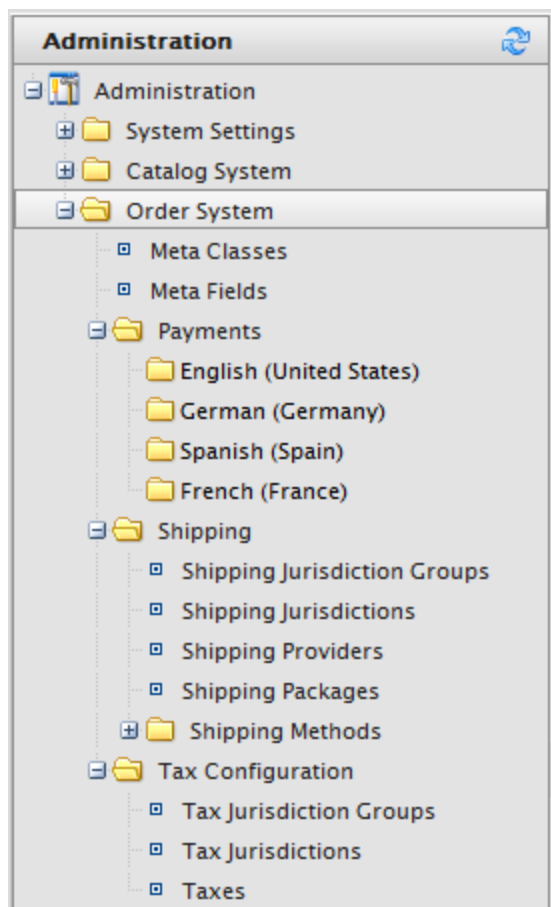 Administration
Administration
System Settings
Catalog System
Order System
Meta Classes
Meta Fields
Payments
English (United States)
German (Germany)
Spanish (Spain)
French (France)
Shipping
Shipping Jurisdiction Groups
Shipping Jurisdictions
Shipping Providers
Shipping Packages
Shipping Methods
Tax Configuration
Tax Jurisdiction Groups
Tax Jurisdictions
Taxes